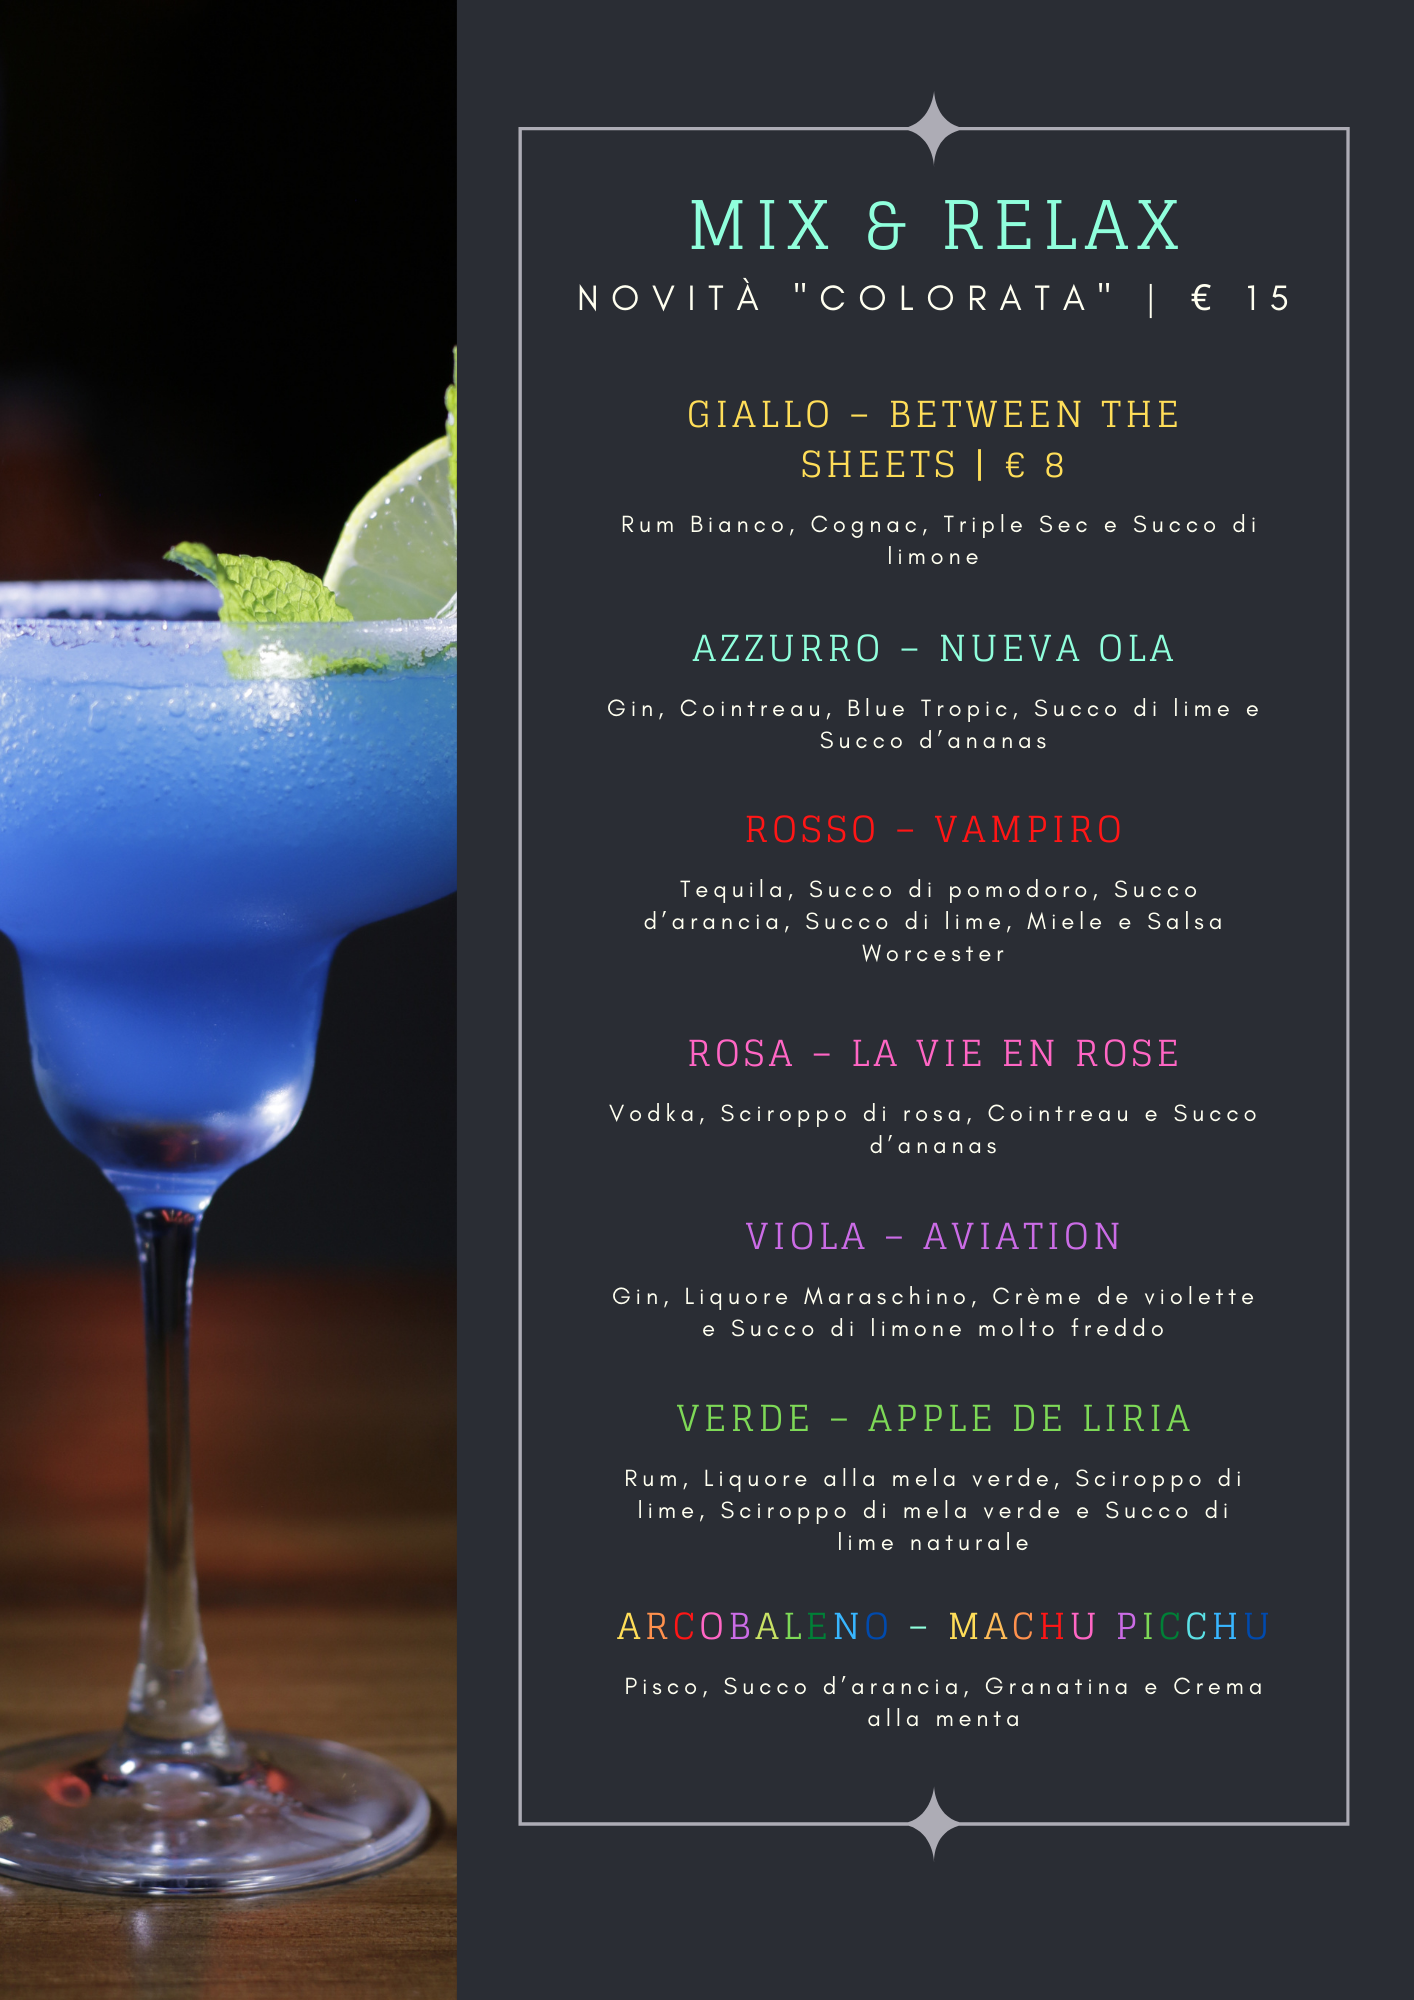 MIX & RELAX
NOVITÀ "COLORATA" | € 15
GIALLO – BETWEEN THE
SHEETS | € 8
Rum Bianco, Cognac, Triple Sec e Succo di
limone
AZZURRO – NUEVA OLA
Gin, Cointreau, Blue Tropic, Succo di lime e
Succo d’ananas
ROSSO – VAMPIRO
Tequila, Succo di pomodoro, Succo
d’arancia, Succo di lime, Miele e Salsa
Worcester
ROSA – LA VIE EN ROSE
Vodka, Sciroppo di rosa, Cointreau e Succo
d’ananas
VIOLA – AVIATION
Gin, Liquore Maraschino, Crème de violette
e Succo di limone molto freddo
VERDE – APPLE DE LIRIA
Rum, Liquore alla mela verde, Sciroppo di
lime, Sciroppo di mela verde e Succo di
lime naturale
ARCOBALENO – MACHU PICCHU
Pisco, Succo d’arancia, Granatina e Crema
alla menta